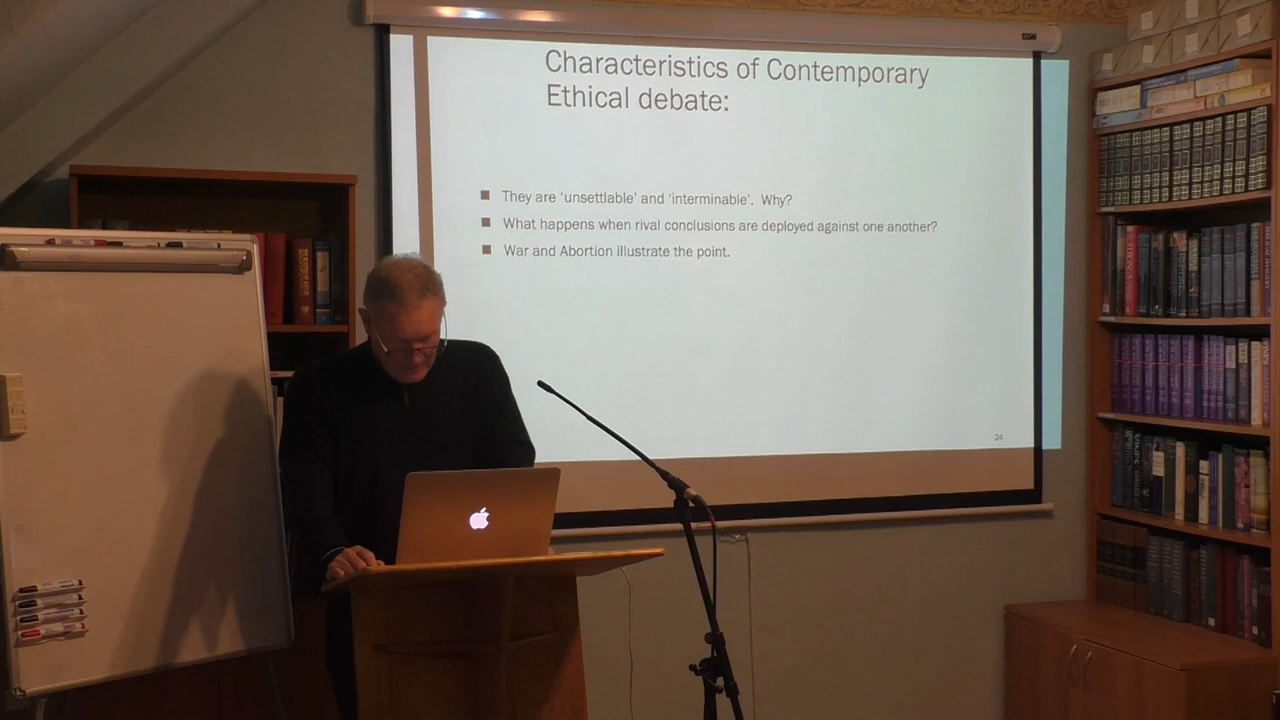 Characteristics of Contemporary
Ethical debate:
They are ‘unsettlable’ and ‘interminable’. Why?
What happens when rival conclusions are deployed against one another?
War and Abortion illustrate the point.
24